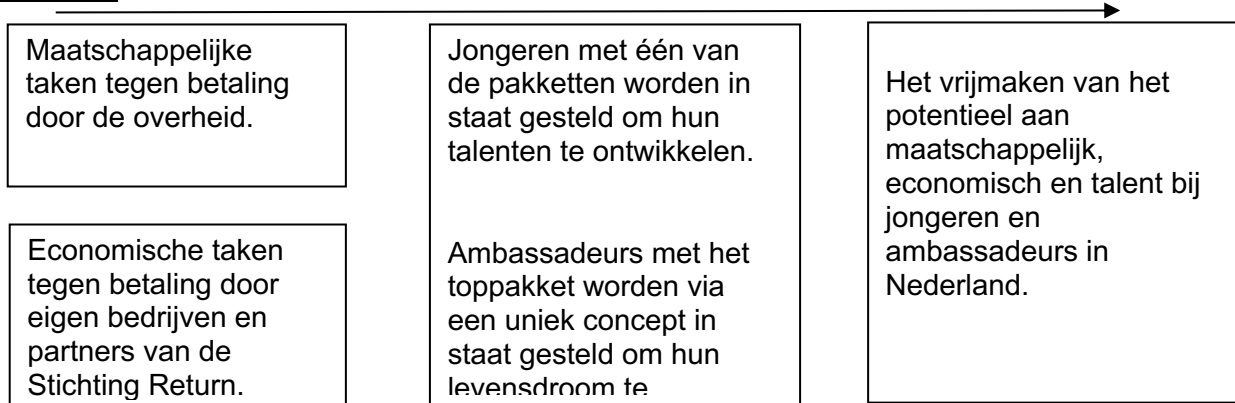 Maatschappelijke
taken tegen betaling
door de overheid.
Economische taken
tegen betaling door
eigen bedrijven en
partners van de
Stichting Return.
Jongeren met één van
de pakketten worden in
staat gesteld om hun
talenten te ontwikkelen.
Ambassadeurs met het
toppakket worden via
een uniek concept in
staat gesteld om hun
levensdroom te
Het vrijmaken van het
potentieel aan
maatschappelijk,
economisch en talent bij
jongeren en
ambassadeurs in
Nederland.